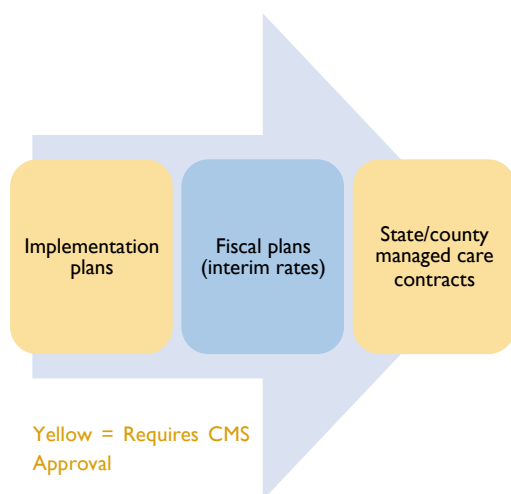 Implementation
plans
Fiscal plans
(interim rates)
State/county
managed care
contracts
Yellow = Requires CMS
Approval